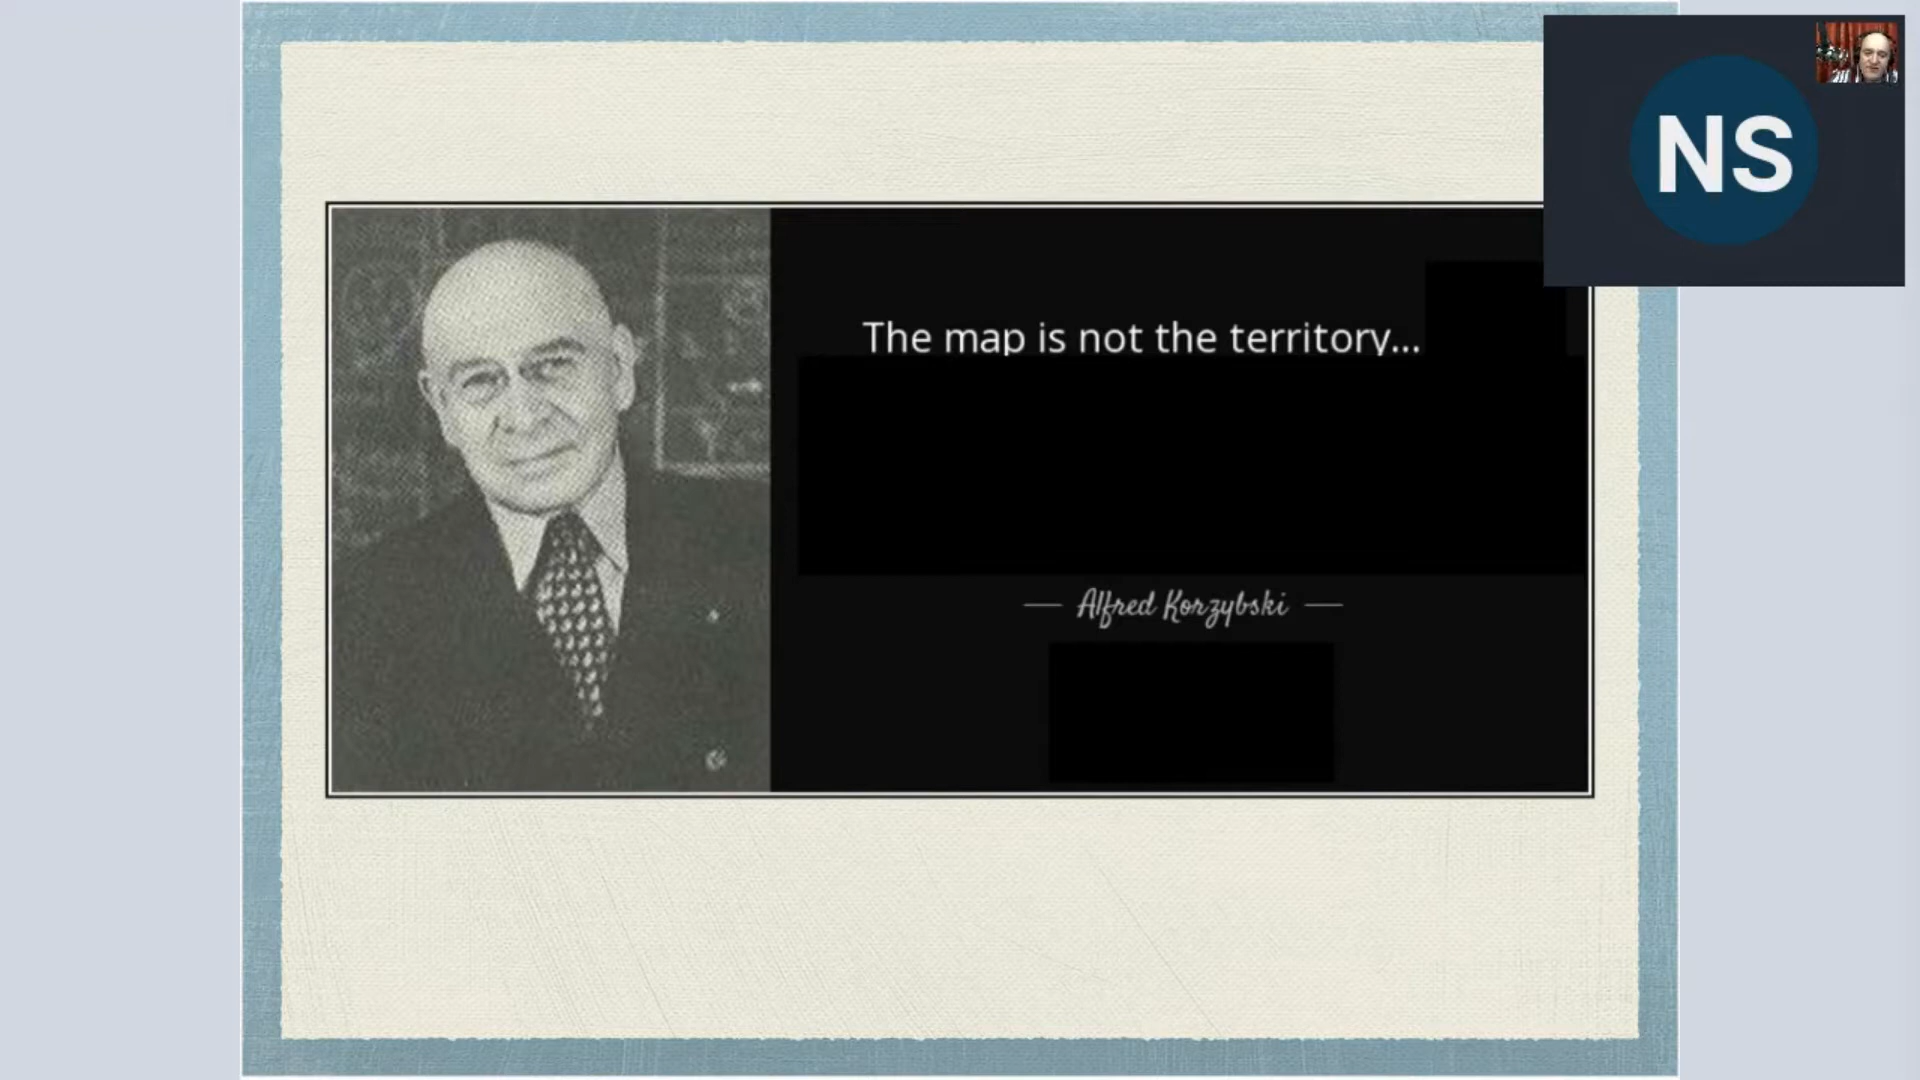 NS
The map is not the territory...
— Alfred Korzybski —